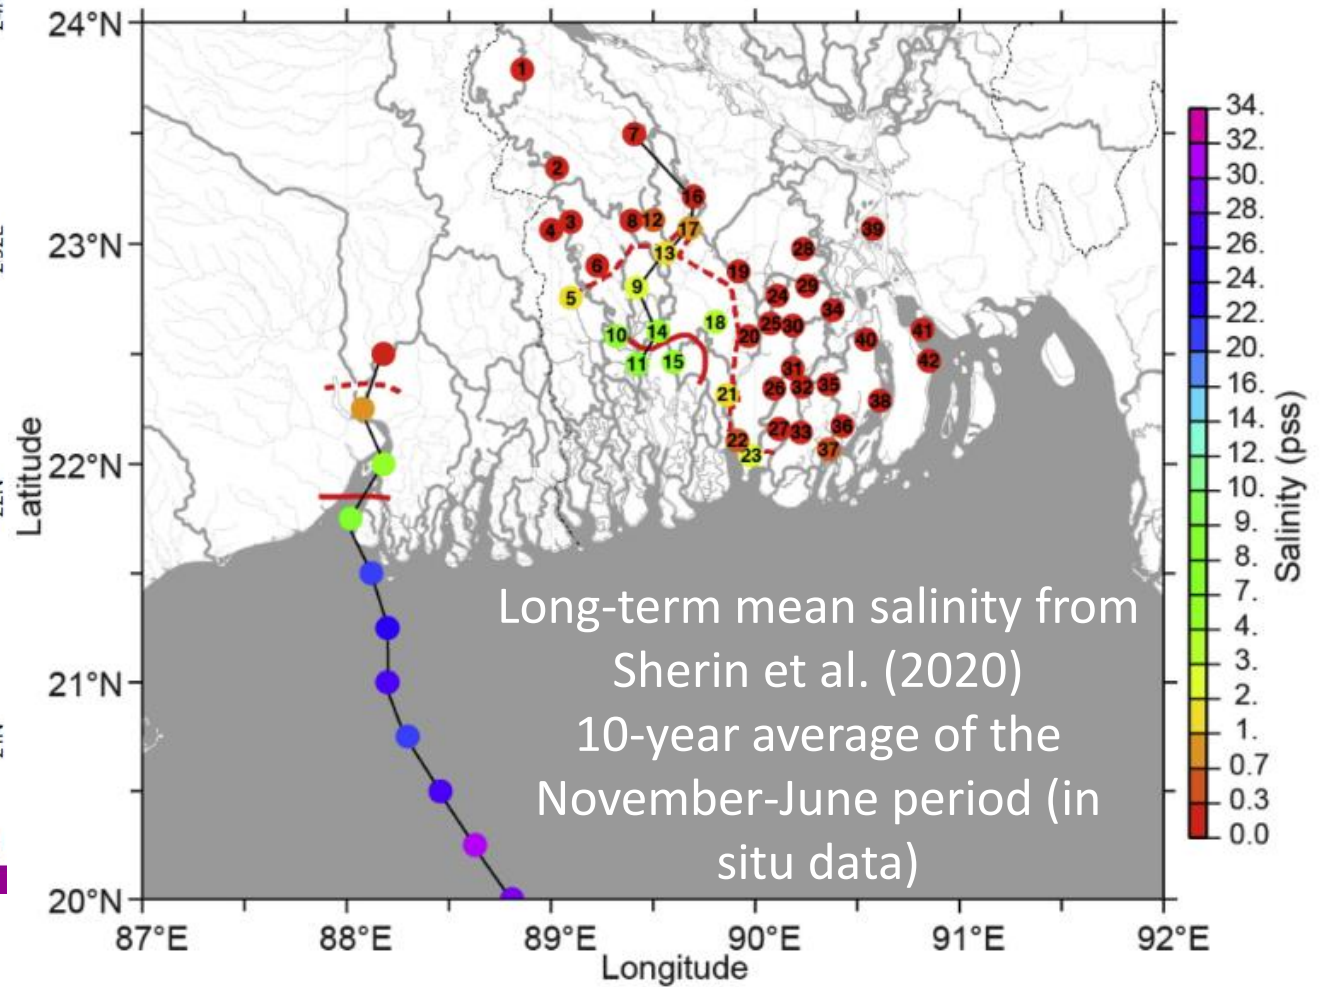 24°N
23°N
22°N
21°N
20°N
Latitude
87°E 88°E 89°E 90°E 91°E 92°E
Longitude
1
7
2
16
3 8 12
4 17 39
28
13
6 19
29
9 24
5
34
18 25 30
14 20 41
10 40
11 15 42
31
26 32 35
21 38
27 33 36
22 37
23
Long-term mean salinity from
Sherin et al. (2020)
10-year average of the
November-June period (in
situ data)
34.
32.
30.
28.
26.
24.
22.
20.
16.
14.
12.
10.
9.
8.
7.
4.
3.
2.
1.
0.7
0.3
0.0
Salinity (pss)